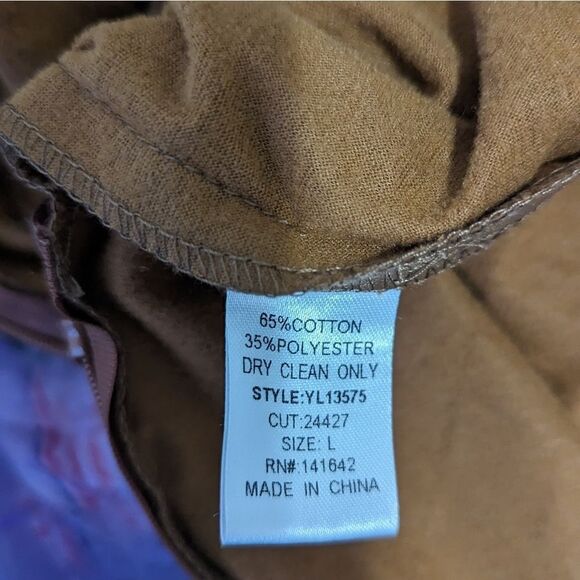 65%COTTON
35%POLYESTER
DRY CLEAN ONLY
STYLE:YL13575
CUT:24427
SIZE: L
RN#:141642
MADE IN CHINA